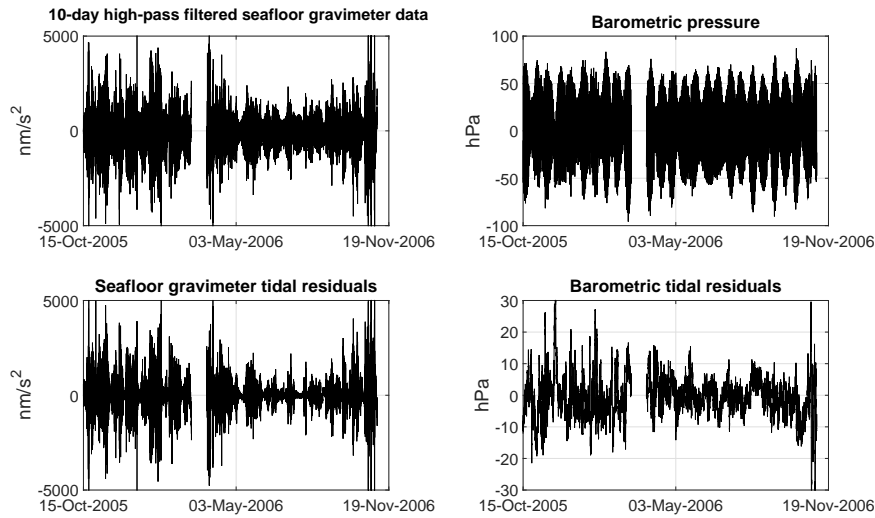 10-day high-pass filtered seafloor gravimeter data
5000
0
-5000
nm/s²
15-Oct-2005 03-May-2006 19-Nov-2006
Barometric pressure
100
50
0
-50
-100
hPa
15-Oct-2005 03-May-2006 19-Nov-2006
Seafloor gravimeter tidal residuals
5000
0
-5000
nm/s²
15-Oct-2005 03-May-2006 19-Nov-2006
Barometric tidal residuals
30
20
10
0
-10
-20
-30
hPa
15-Oct-2005 03-May-2006 19-Nov-2006